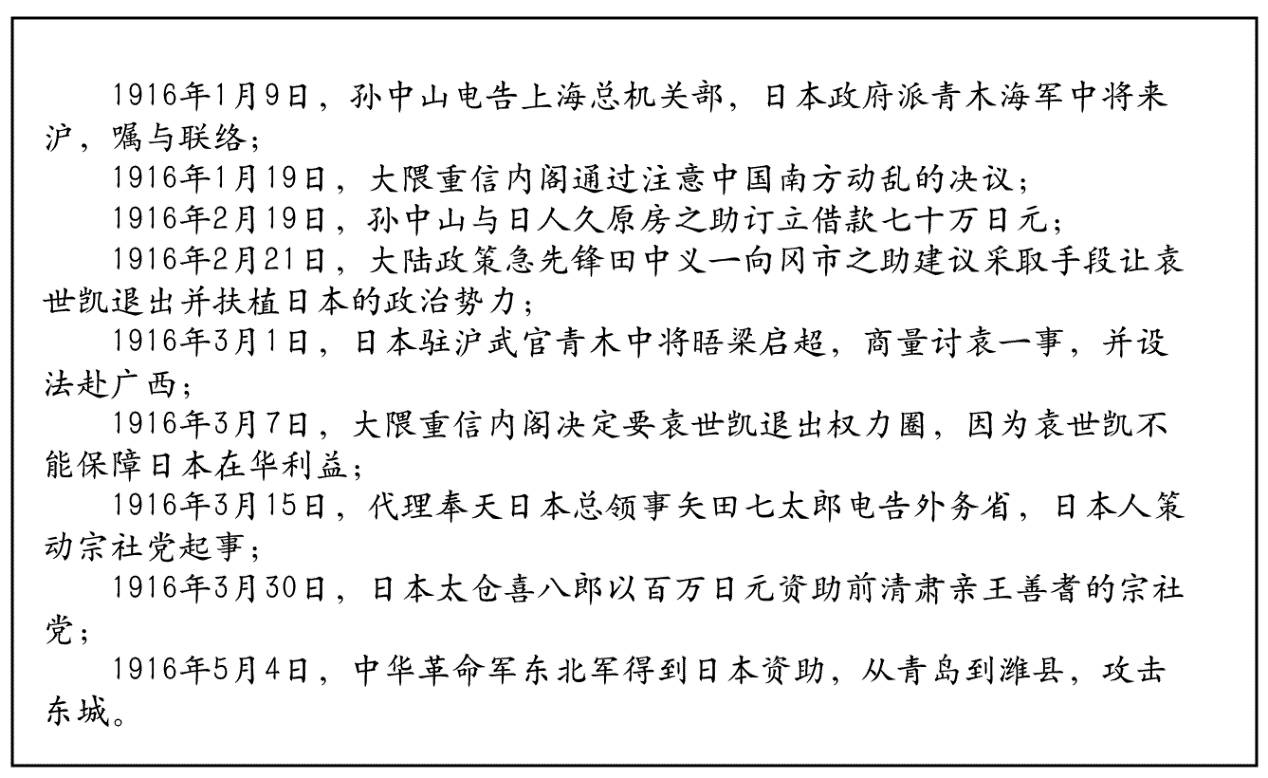 1916年1月9日，孙中山电告上海总机关部，日本政府派青木海军中将来
沪，嘱与联络；
1916年1月19日，大隈重信内阁通过注意中国南方动乱的决议；
1916年2月19日，孙中山与日人久原房之助订立借款七十万日元；
1916年2月21日，大陆政策急先锋田中义一向冈市之助建议采取手段让袁
世凯退出并扶植日本的政治势力；
1916年3月1日，日本驻沪武官青木中将晤梁启超，商量讨袁一事，并设
法赴广西；
1916年3月7日，大隈重信内阁决定要袁世凯退出权力圈，因为袁世凯不
能保障日本在华利益；
1916年3月15日，代理奉天日本总领事矢田七太郎电告外务省，日本人策
动宗社党起事；
1916年3月30日，日本太仓喜八郎以百万日元资助前清肃亲王善耆的宗社
党；
1916年5月4日，中华革命军东北军得到日本资助，从青岛到潍县，攻击
东城。